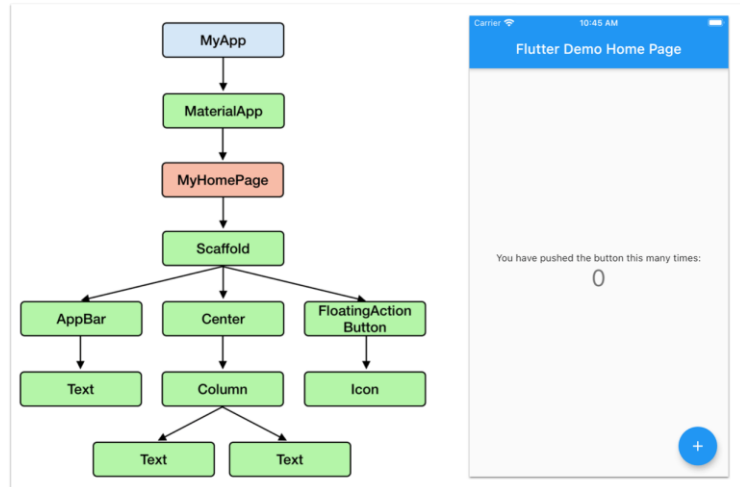 MyApp
MaterialApp
MyHomePage
Scaffold
AppBar
Center
FloatingAction
Button
Text
Column
Icon
Text
Text
Carrier
10:45 AM
Flutter Demo Home Page
You have pushed the button this many times:
0
+